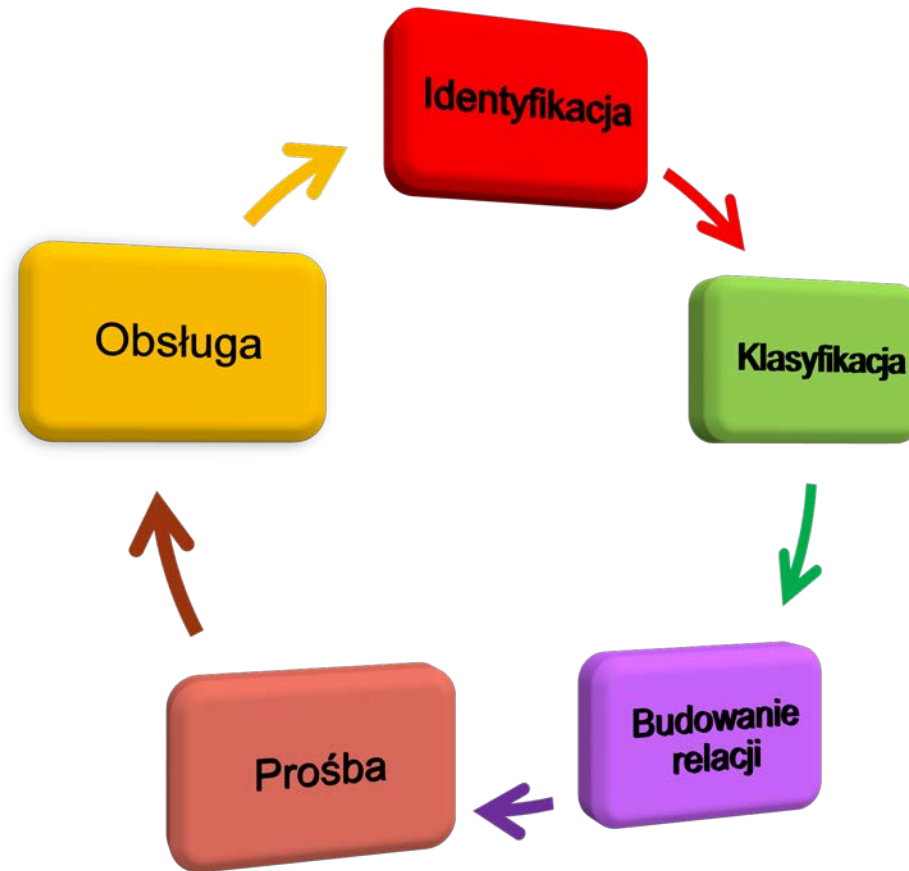 Identyfikacja
Klasyfikacja
Budowanie
relacji
Prośba
Obsługa